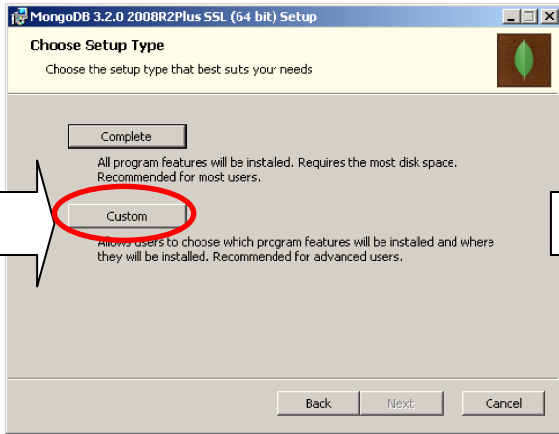 MongoDB 3.2.0 2008R2Plus SSL (64 bit) Setup
Choose Setup Type
Choose the setup type that best suts your needs
Complete
All program features will be instaled. Requires the most disk space.
Recommended for most users.
Custom
Allows users to choose which program features will be installed and where
they will be installed. Recommended for advanced users.
Back
Next
Cancel